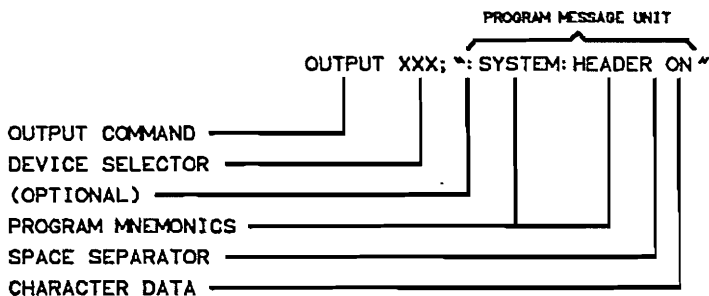 PROGRAM MESSAGE UNIT
OUTPUT XXX; ":SYSTEM:HEADER ON"
OUTPUT COMMAND
DEVICE SELECTOR
(OPTIONAL)
PROGRAM MNEMONICS
SPACE SEPARATOR
CHARACTER DATA